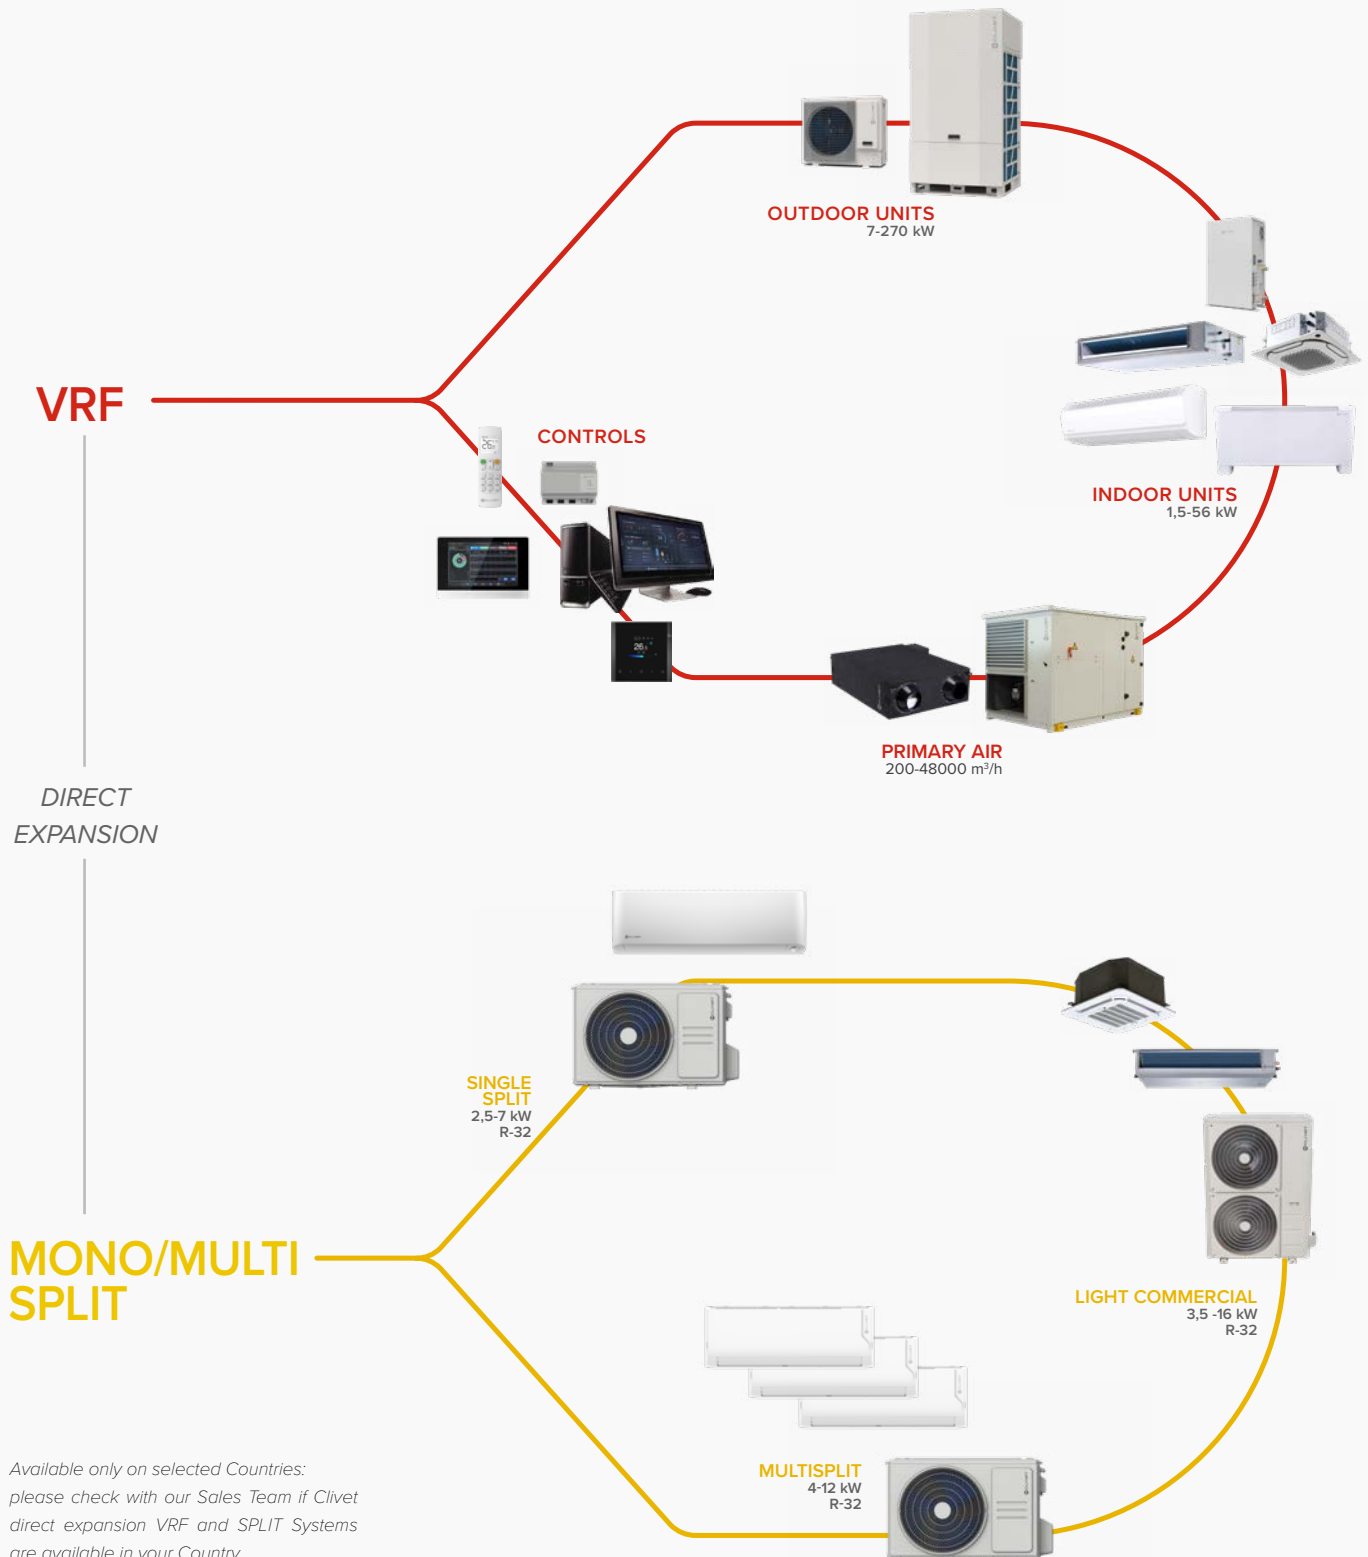 OUTDOOR UNITS
7-270 kW
VRF
CONTROLS
INDOOR UNITS
1,5-56 kW
PRIMARY AIR
200-48000 m³/h
DIRECT
EXPANSION
SINGLE
SPLIT
2,5-7 kW
R-32
MONO/MULTI
SPLIT
LIGHT COMMERCIAL
3,5 -16 kW
R-32
MULTISPLIT
4-12 kW
R-32
Available only on selected Countries:
please check with our Sales Team if Clivet
direct expansion VRF and SPLIT Systems
are available in your Country